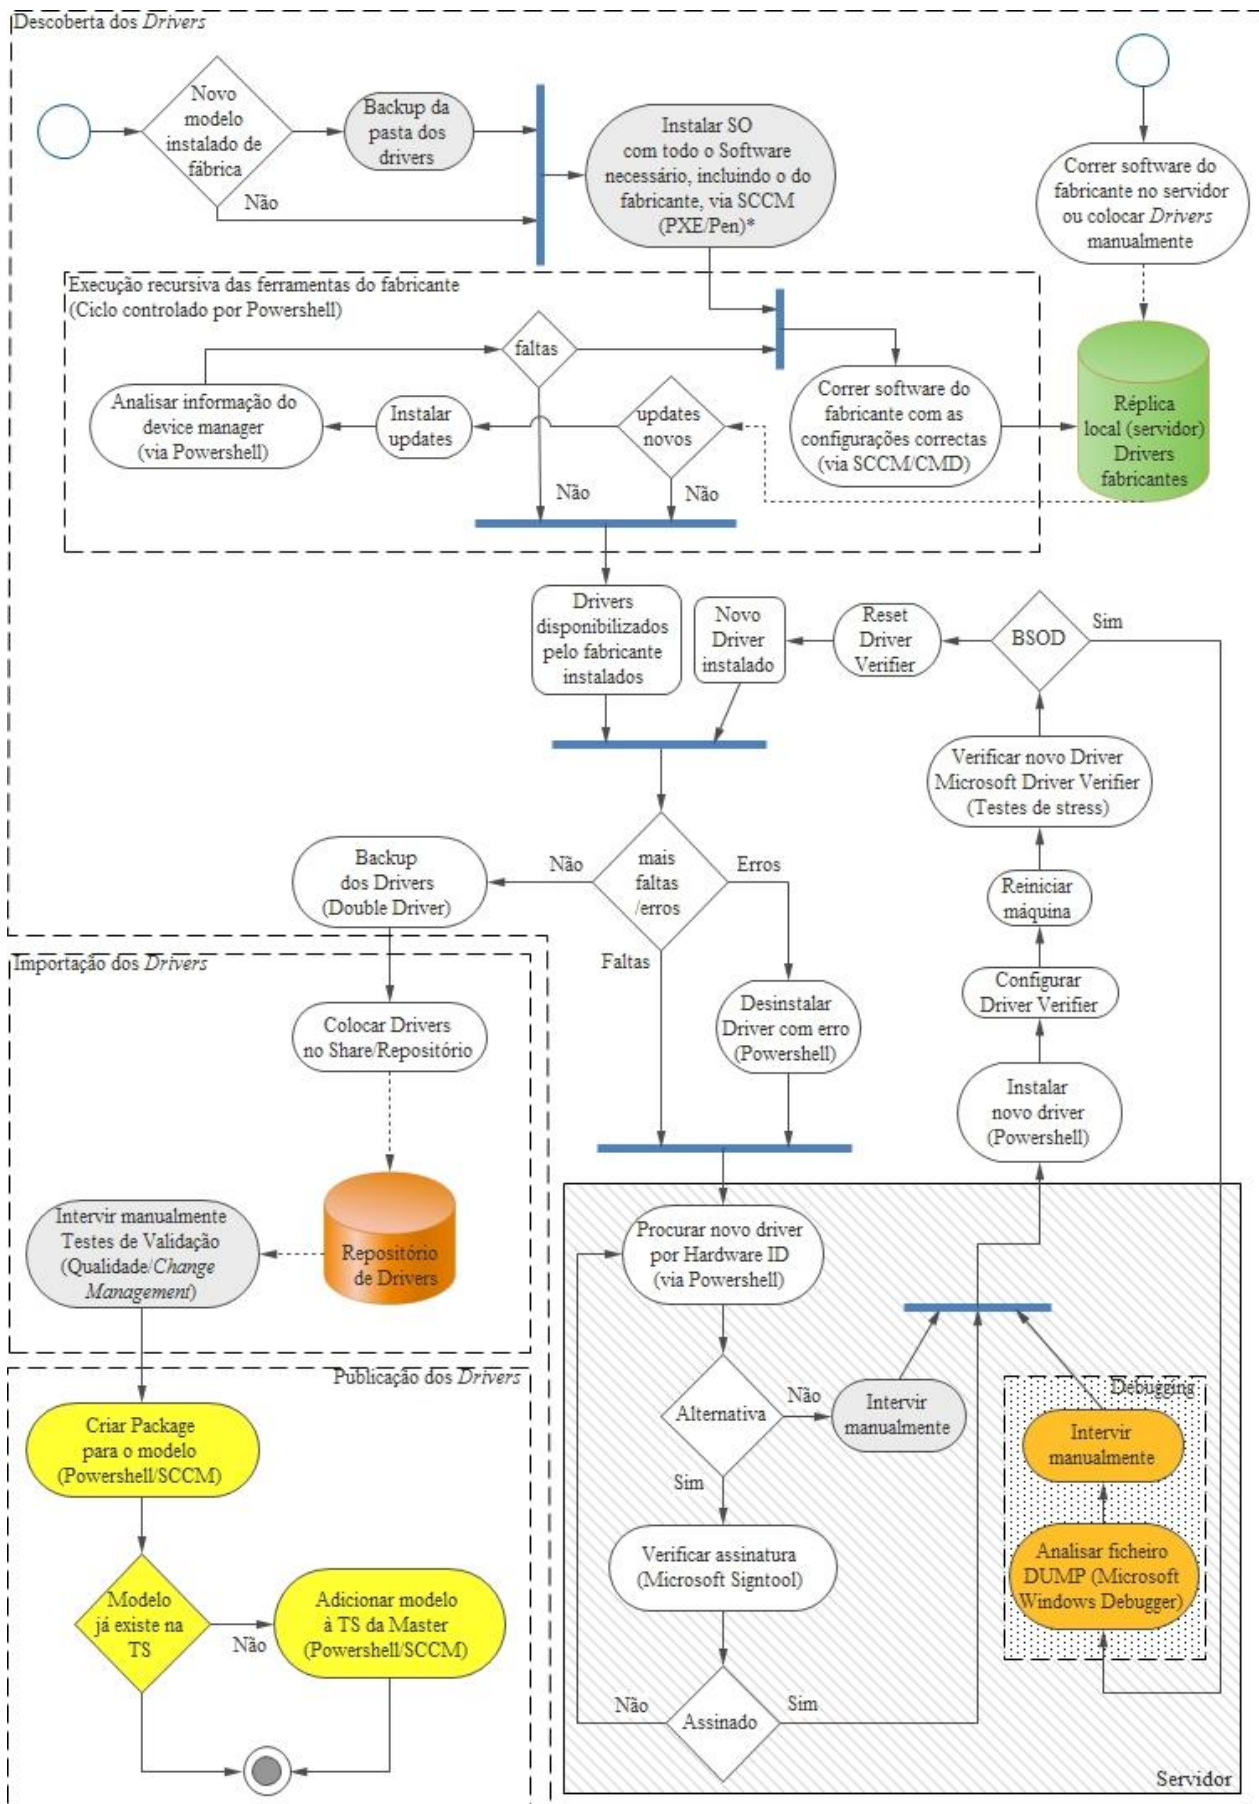 Descoberta dos Drivers
Novo
modelo
instalado de
fábrica
Não
Backup da
pasta dos
drivers
Instalar SO
com todo o Software
necessário, incluindo o do
fabricante, via SCCM
(PXE/Pen)*
Correr software do
fabricante no servidor
ou colocar Drivers
manualmente
Execução recursiva das ferramentas do fabricante
(Ciclo controlado por Powershell)
faltas
Analisar informação do
device manager
(via Powershell)
Instalar
updates
updates
novos
Correr software do
fabricante com as
configurações correctas
(via SCCM/CMD)
Réplica
local (servidor)
Drivers
fabricantes
Não
Não
Drivers
disponibilizados
pelo fabricante
instalados
Novo
Driver
instalado
Reset
Driver
Verifier
BSOD
Sim
Verificar novo Driver
Microsoft Driver Verifier
(Testes de stress)
Backup
dos Drivers
(Double Driver)
Não
mais
faltas
/erros
Erros
Faltas
Reiniciar
máquina
Configurar
Driver Verifier
Desinstalar
Driver com erro
(Powershell)
Instalar
novo driver
(Powershell)
Importação dos Drivers
Colocar Drivers
no Share/Repositório
Intervir manualmente
Testes de Validação
(Qualidade/Change
Management)
Repositório
de Drivers
Procurar novo driver
por Hardware ID
(via Powershell)
Alternativa
Não
Intervir
manualmente
Sim
Verificar assinatura
(Microsoft Signtool)
Assinado
Não
Sim
Debugging
Intervir
manualmente
Analisar ficheiro
DUMP (Microsoft
Windows Debugger)
Servidor
Publicação dos Drivers
Criar Package
para o modelo
(Powershell/SCCM)
Modelo
já existe na
TS
Não
Adicionar modelo
à TS da Master
(Powershell/SCCM)